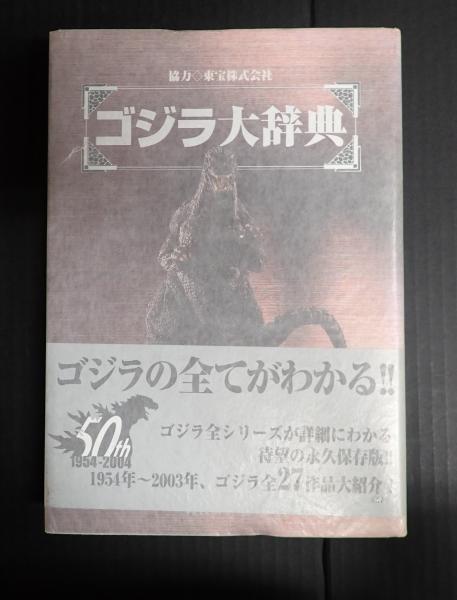 協力◇東宝株式会社
ゴジラ大辞典
ゴジラの全てがわかる!!
50th
1954-2004
ゴジラ全シリーズが詳細にわかる
待望の永久保存版!!
1954年～2003年、ゴジラ全27作品大紹介